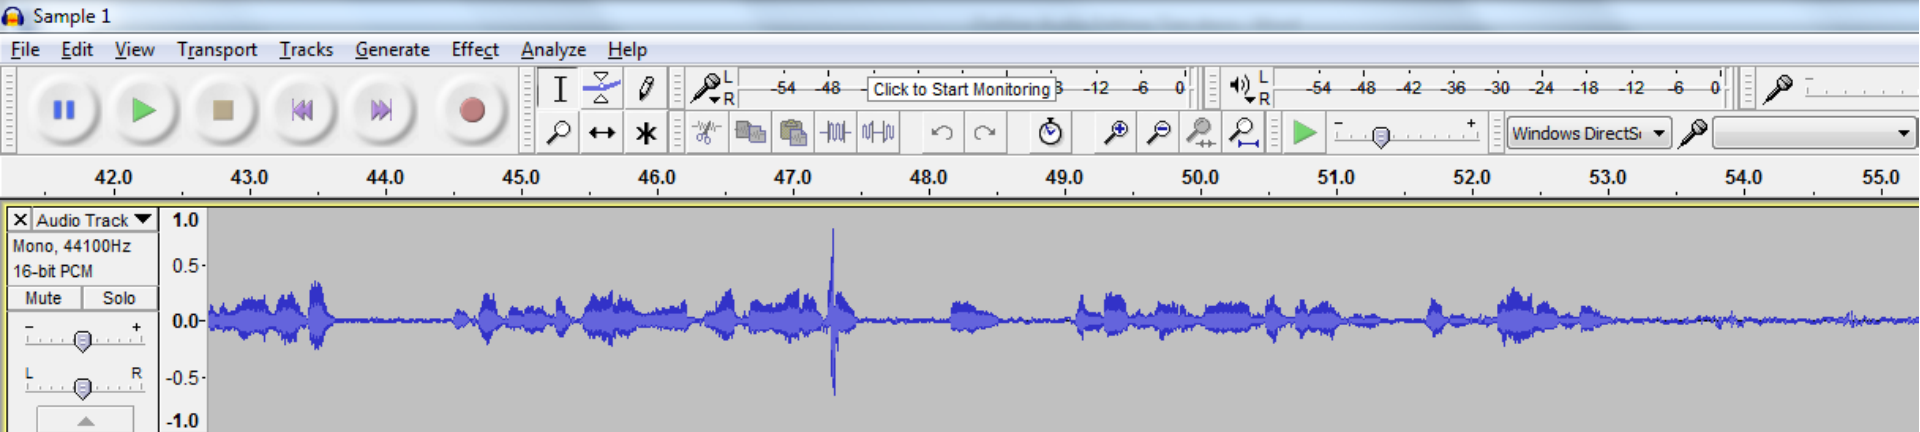 Sample 1
File Edit View Transport Tracks Generate Effect Analyze Help
L
R
-54 -48 - Click to Start Monitoring 3 -12 -6 0
L
R
-54 -48 -42 -36 -30 -24 -18 -12 -6 0
- +
Windows DirectS
42.0 43.0 44.0 45.0 46.0 47.0 48.0 49.0 50.0 51.0 52.0 53.0 54.0 55.0
X Audio Track
Mono, 44100Hz
16-bit PCM
Mute Solo
- +
L R
1.0
0.5-
0.0-
-0.5-
-1.0